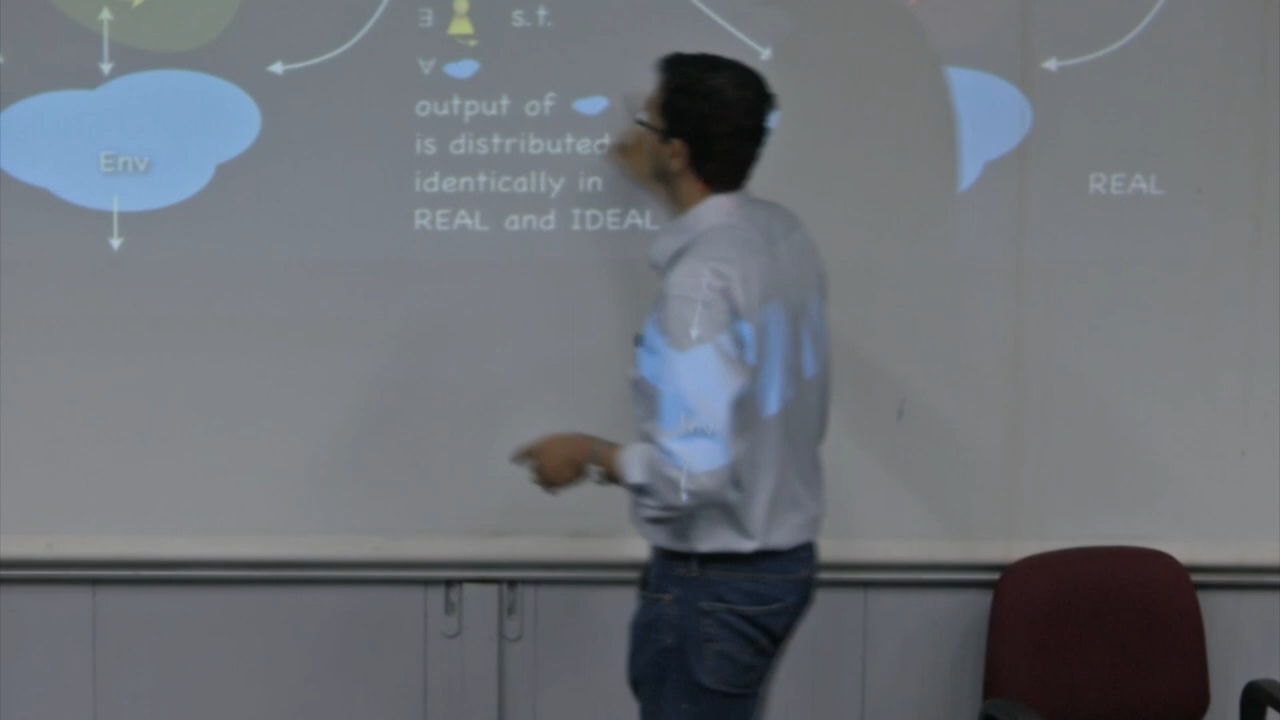 ∃ s.t.
∀
output of
is distributed
identically in
REAL and IDEAL
Env
REAL